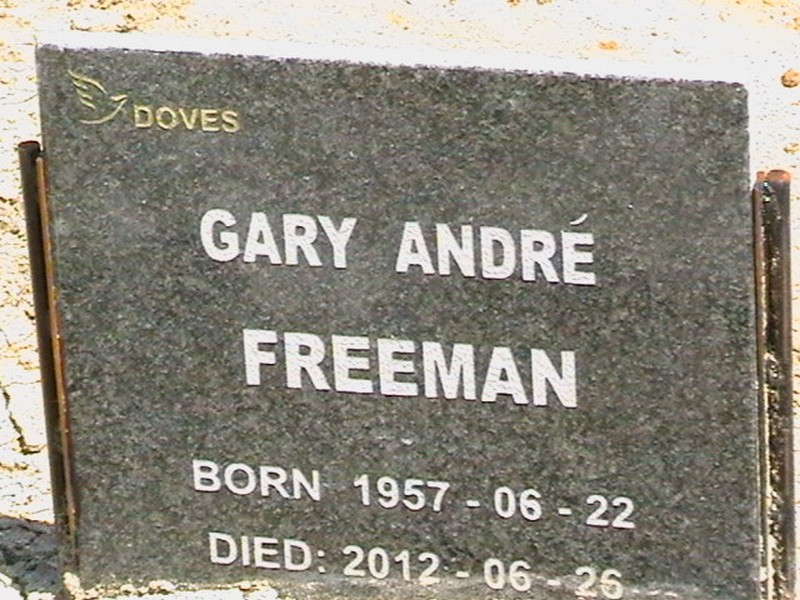 DOVES
GARY ANDRÉ
FREEMAN
BORN 1957 - 06 - 22
DIED: 2012 - 06 - 26